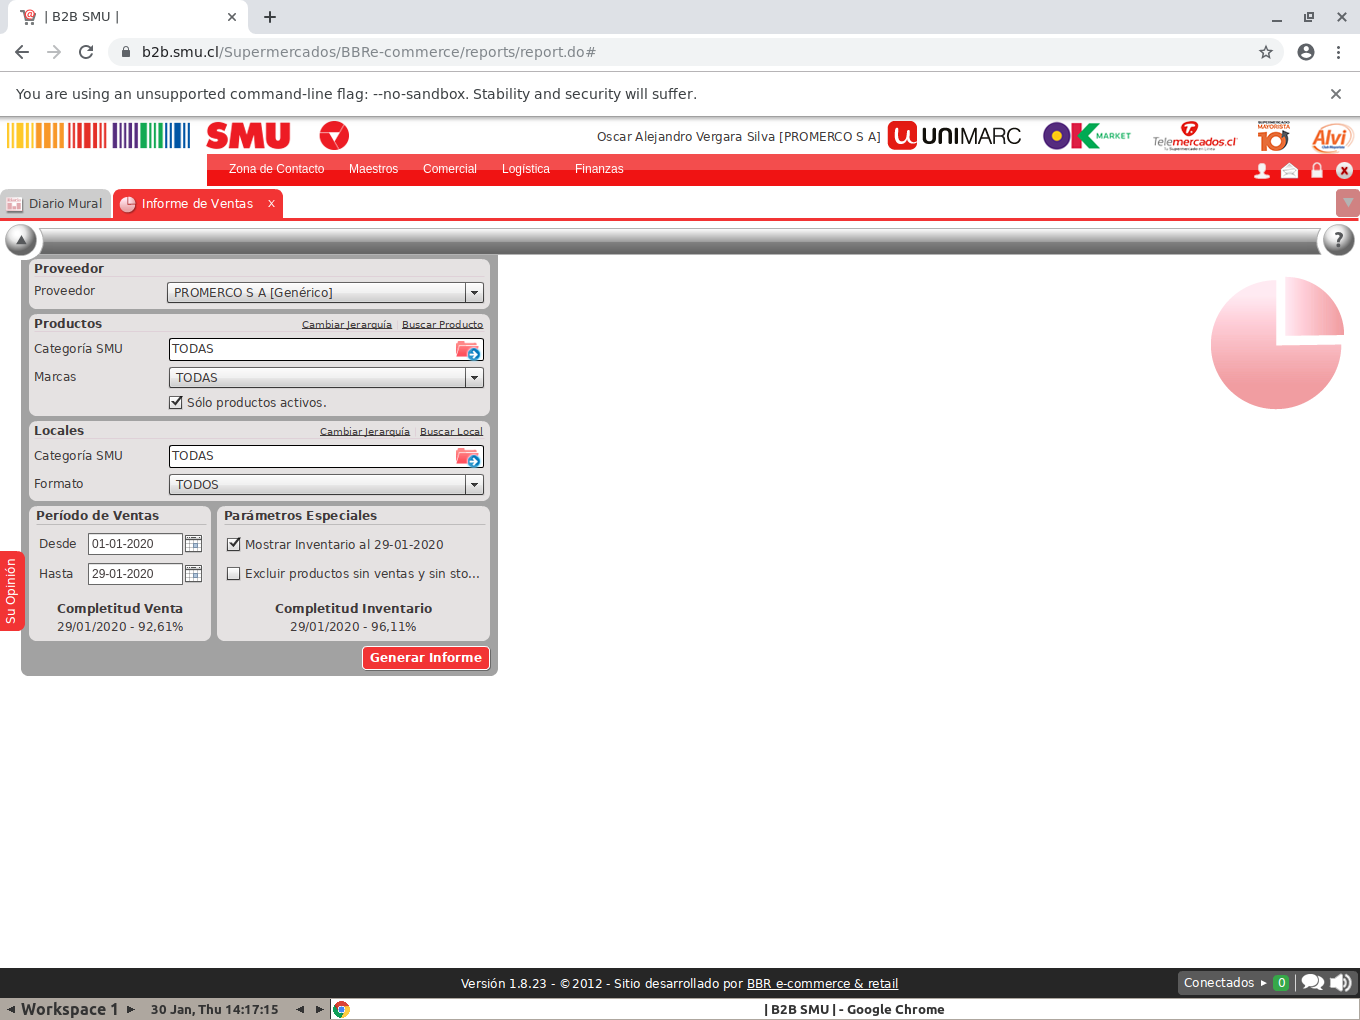 | B2B SMU |
b2b.smu.cl/Supermercados/BBRe-commerce/reports/report.do#
You are using an unsupported command-line flag: --no-sandbox. Stability and security will suffer.
SMU
Oscar Alejandro Vergara Silva [PROMERCO S A]
UNIMARC
OK MARKET
Telemercados.cl
SUPERMERCADOS
MAYORISTA
10
Alvi
Zona de Contacto Maestros Comercial Logística Finanzas
Diario Mural
Informe de Ventas x
?
Proveedor
Proveedor PROMERCO S A [Genérico]
Productos Cambiar Jerarquía | Buscar Producto
Categoría SMU TODAS
Marcas TODAS
Sólo productos activos.
Locales Cambiar Jerarquía | Buscar Local
Categoría SMU TODAS
Formato TODOS
Período de Ventas
Desde 01-01-2020
Hasta 29-01-2020
Completitud Venta
29/01/2020 - 92,61%
Parámetros Especiales
Mostrar Inventario al 29-01-2020
Excluir productos sin ventas y sin sto...
Completitud Inventario
29/01/2020 - 96,11%
Su Opinión
Generar Informe
Versión 1.8.23 - ©2012 - Sitio desarrollado por BBR e-commerce & retail
Conectados 0
Workspace 1
30 Jan, Thu 14:17:15
| B2B SMU | - Google Chrome